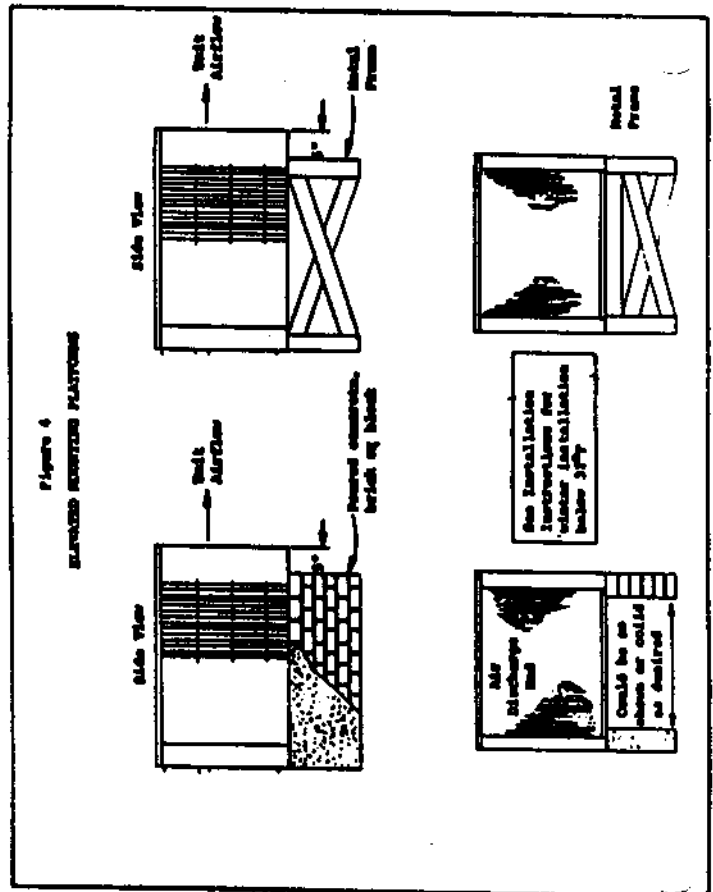 Figure 4
ELEVATED MOUNTING PLATFORMS
Side View
Unit
Airflow
Poured concrete,
brick or block
Side View
Unit
Airflow
Metal
Frame
Air
Discharge
End
Could be as
shown or solid
as desired
See Installation
Instructions for
winter installation
below 32°F
Metal
Frame